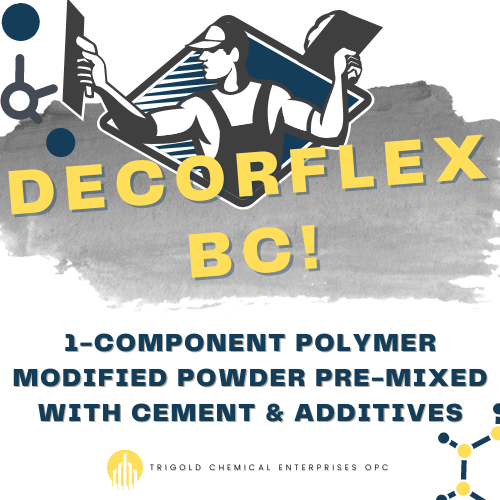 DECORFLEX
BC!
1-COMPONENT POLYMER
MODIFIED POWDER PRE-MIXED
WITH CEMENT & ADDITIVES
TRIGOLD CHEMICAL ENTERPRISES OPC